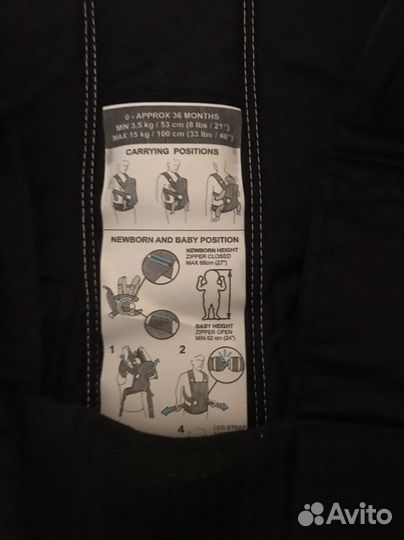 0 - APPROX 36 MONTHS
MIN 3.5 kg / 53 cm (8 lbs / 21")
MAX 15 kg / 100 cm (33 lbs / 40")
CARRYING POSITIONS
NEWBORN AND BABY POSITION
NEWBORN HEIGHT
ZIPPER CLOSED
MAX 68cm (27")
BABY HEIGHT
ZIPPER OPEN
MIN 62 cm (24")
1
2
4
LEG STRAP
Avito